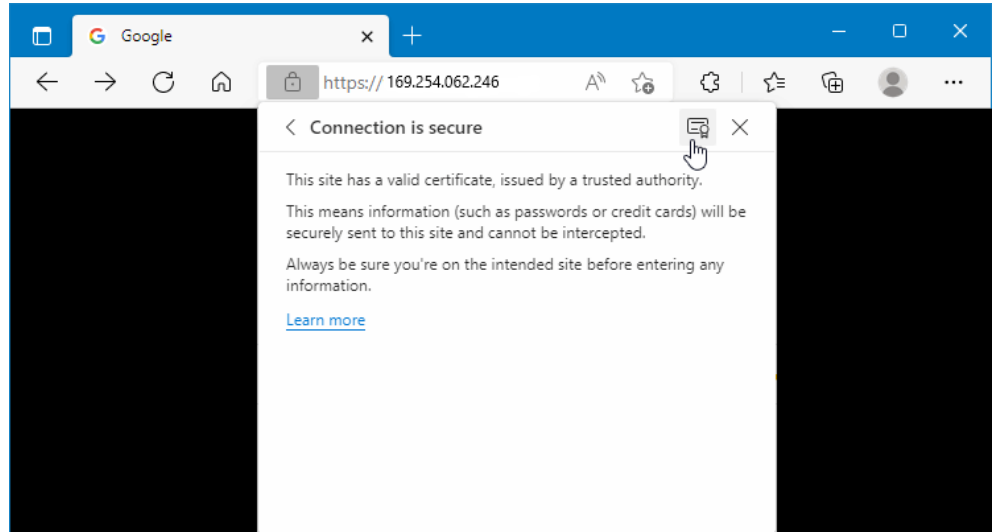 Google
https:// 169.254.062.246
Connection is secure
This site has a valid certificate, issued by a trusted authority.
This means information (such as passwords or credit cards) will be
securely sent to this site and cannot be intercepted.
Always be sure you're on the intended site before entering any
information.
Learn more